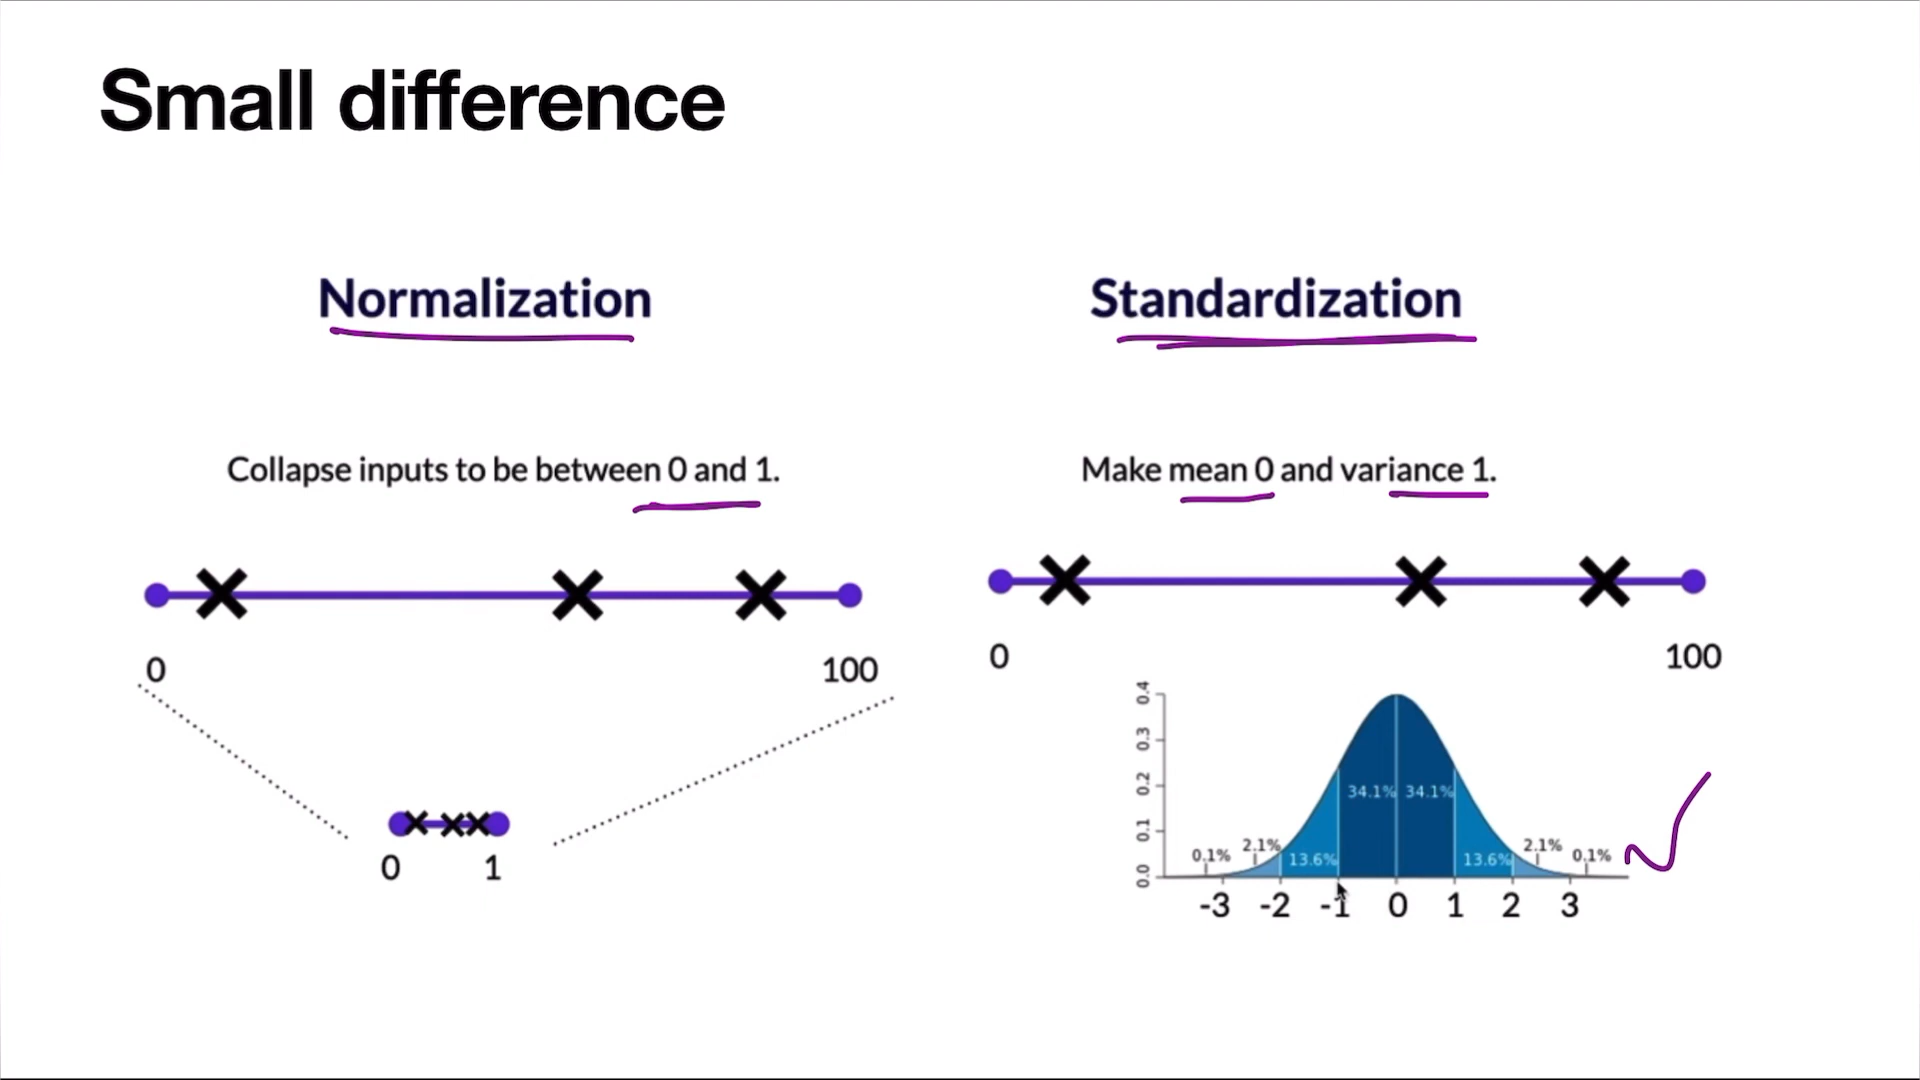 Small difference
Normalization
Collapse inputs to be between 0 and 1.
0 100
0 1
Standardization
Make mean 0 and variance 1.
0 100
0.4
0.3
0.2
0.1
0.0
34.1% 34.1%
0.1% 2.1% 13.6% 13.6% 2.1% 0.1%
-3 -2 -1 0 1 2 3